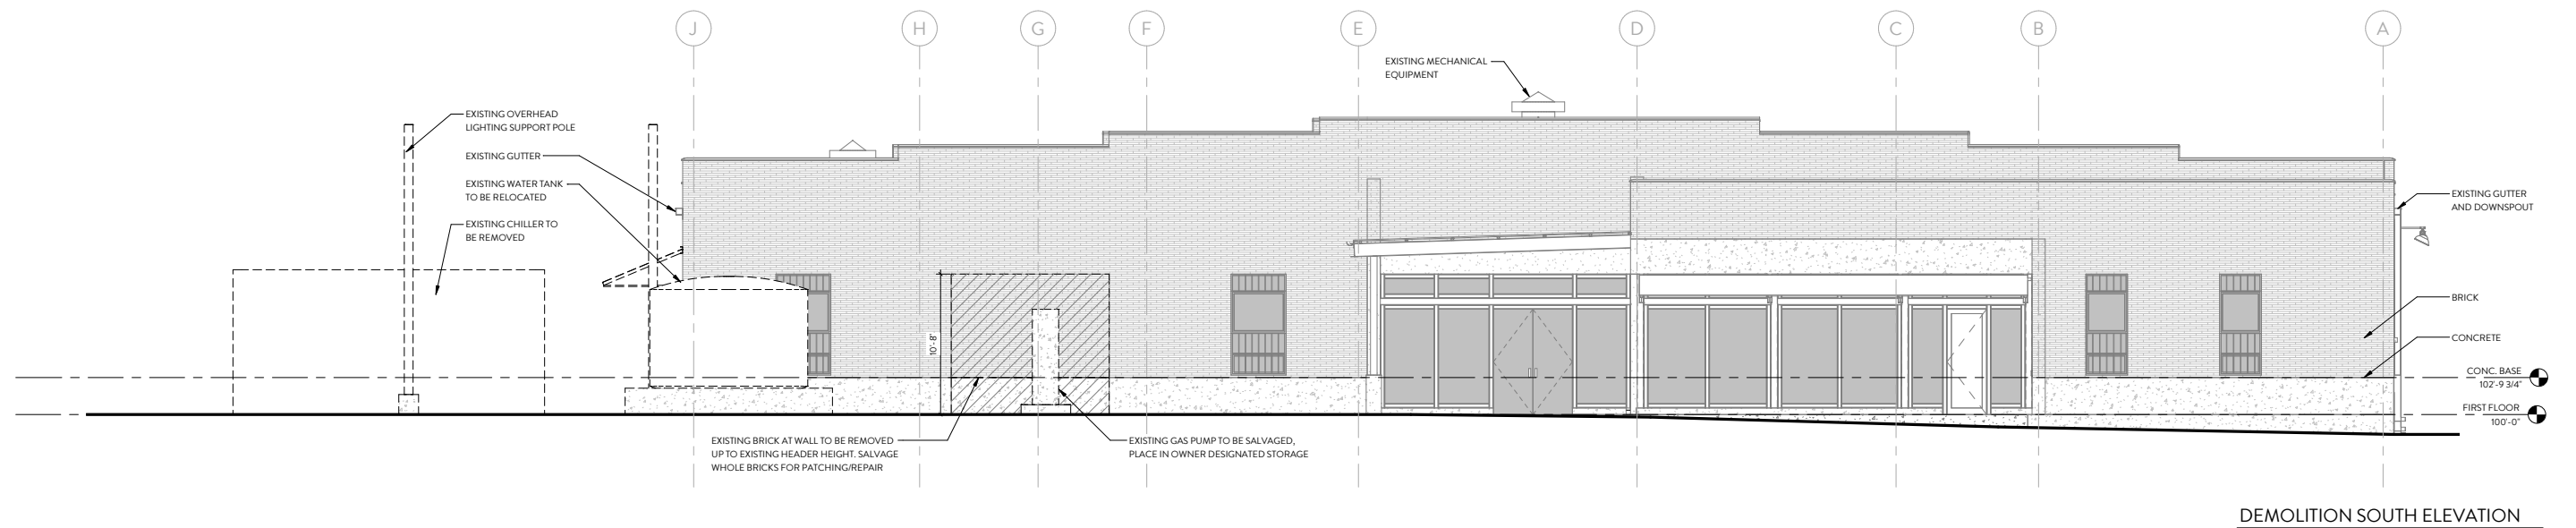 J
H
G
F
E
D
C
B
A
EXISTING MECHANICAL
EQUIPMENT
EXISTING OVERHEAD
LIGHTING SUPPORT POLE
EXISTING GUTTER
EXISTING WATER TANK
TO BE RELOCATED
EXISTING CHILLER TO
BE REMOVED
EXISTING GUTTER
AND DOWNSPOUT
BRICK
CONCRETE
CONC. BASE
102'-9 3/4"
FIRST FLOOR
100'-0"
10'-8"
EXISTING BRICK AT WALL TO BE REMOVED
UP TO EXISTING HEADER HEIGHT. SALVAGE
WHOLE BRICKS FOR PATCHING/REPAIR
EXISTING GAS PUMP TO BE SALVAGED,
PLACE IN OWNER DESIGNATED STORAGE
DEMOLITION SOUTH ELEVATION